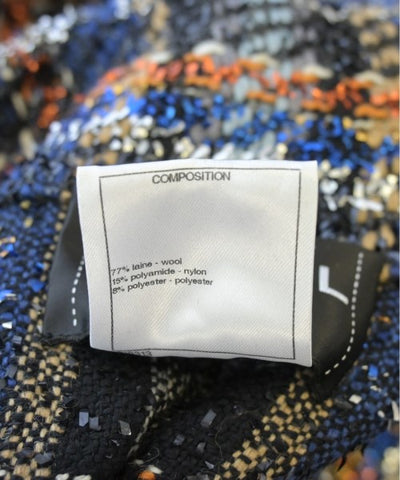 COMPOSITION
77% laine - wool
15% polyamide - nylon
8% polyester - polyester